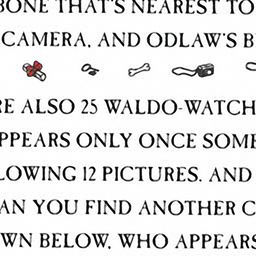 BONE THAT'S NEAREST TO
CAMERA, AND ODLAW'S B
RE ALSO 25 WALDO-WATCH
PPEARS ONLY ONCE SOME
LOWING 12 PICTURES. AND
AN YOU FIND ANOTHER C
WN BELOW, WHO APPEARS